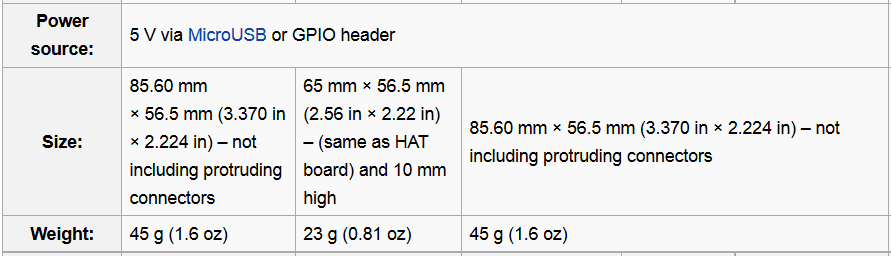 Power
source:
5 V via MicroUSB or GPIO header
Size:
85.60 mm
× 56.5 mm (3.370 in
× 2.224 in) – not
including protruding
connectors
65 mm × 56.5 mm
(2.56 in × 2.22 in)
– (same as HAT
board) and 10 mm
high
85.60 mm × 56.5 mm (3.370 in × 2.224 in) – not
including protruding connectors
Weight:
45 g (1.6 oz)
23 g (0.81 oz)
45 g (1.6 oz)